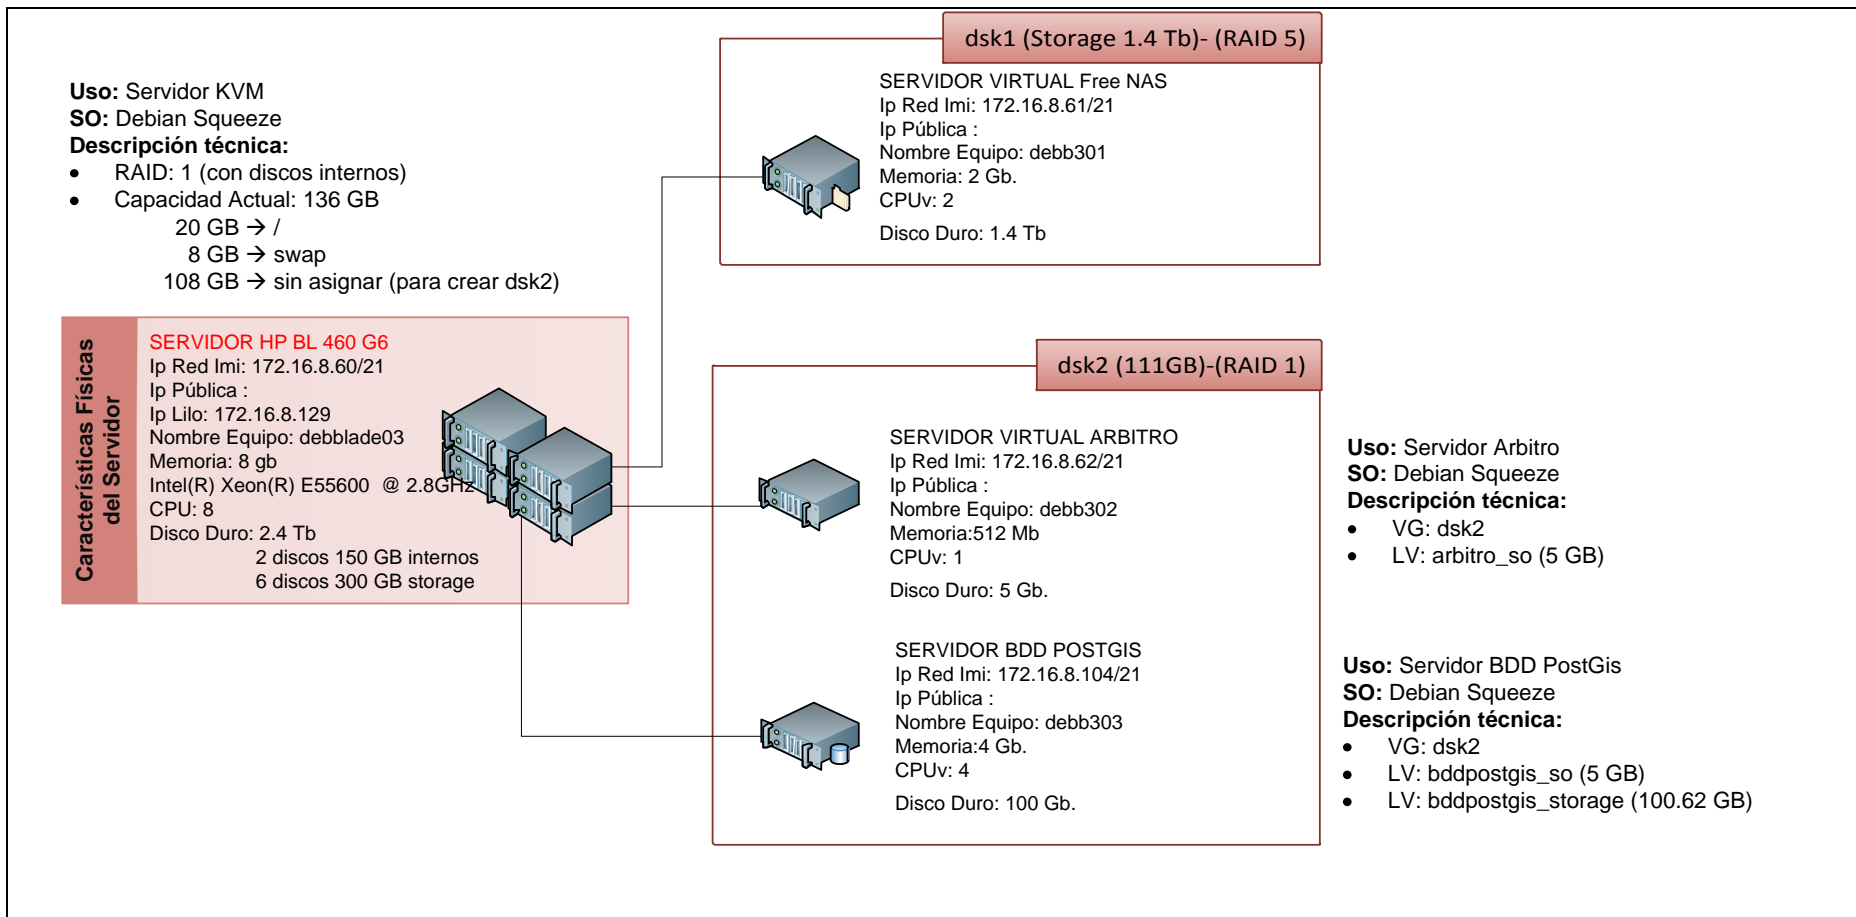 Uso: Servidor KVM
SO: Debian Squeeze
Descripción técnica:
• RAID: 1 (con discos internos)
• Capacidad Actual: 136 GB
20 GB → /
8 GB → swap
108 GB → sin asignar (para crear dsk2)
Características Físicas
del Servidor
SERVIDOR HP BL 460 G6
Ip Red Imi: 172.16.8.60/21
Ip Pública :
Ip Lilo: 172.16.8.129
Nombre Equipo: debblade03
Memoria: 8 gb
Intel(R) Xeon(R) E55600 @ 2.8GHz
CPU: 8
Disco Duro: 2.4 Tb
2 discos 150 GB internos
6 discos 300 GB storage
dsk1 (Storage 1.4 Tb)- (RAID 5)
SERVIDOR VIRTUAL Free NAS
Ip Red Imi: 172.16.8.61/21
Ip Pública :
Nombre Equipo: debb301
Memoria: 2 Gb.
CPUv: 2
Disco Duro: 1.4 Tb
dsk2 (111GB)-(RAID 1)
SERVIDOR VIRTUAL ARBITRO
Ip Red Imi: 172.16.8.62/21
Ip Pública :
Nombre Equipo: debb302
Memoria:512 Mb
CPUv: 1
Disco Duro: 5 Gb.
SERVIDOR BDD POSTGIS
Ip Red Imi: 172.16.8.104/21
Ip Pública :
Nombre Equipo: debb303
Memoria:4 Gb.
CPUv: 4
Disco Duro: 100 Gb.
Uso: Servidor Arbitro
SO: Debian Squeeze
Descripción técnica:
• VG: dsk2
• LV: arbitro_so (5 GB)
Uso: Servidor BDD PostGis
SO: Debian Squeeze
Descripción técnica:
• VG: dsk2
• LV: bddpostgis_so (5 GB)
• LV: bddpostgis_storage (100.62 GB)